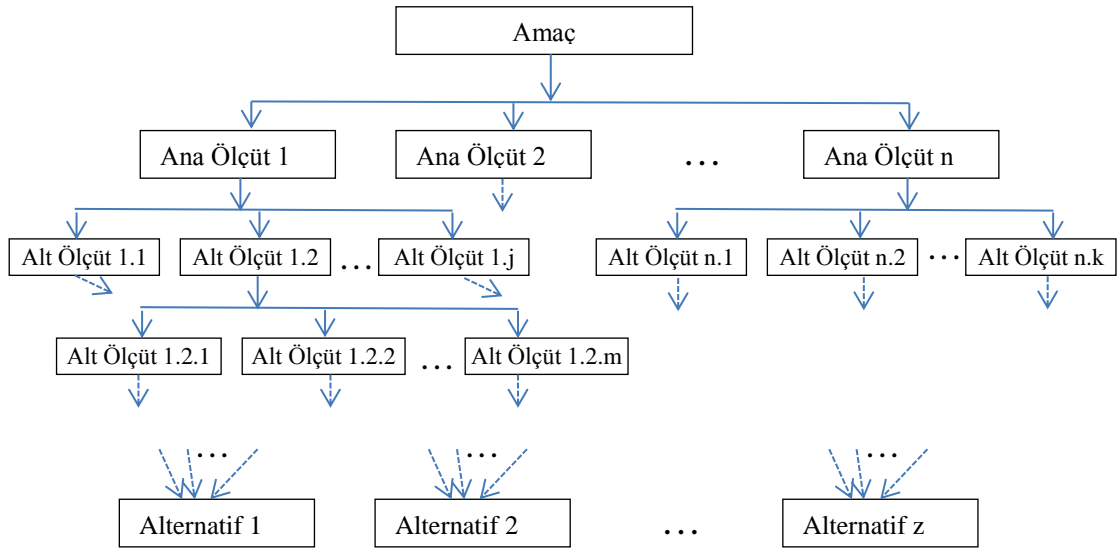 Amaç
Ana Ölçüt 1 Ana Ölçüt 2 ... Ana Ölçüt n
Alt Ölçüt 1.1 Alt Ölçüt 1.2 ... Alt Ölçüt 1.j Alt Ölçüt n.1 Alt Ölçüt n.2 ... Alt Ölçüt n.k
Alt Ölçüt 1.2.1 Alt Ölçüt 1.2.2 ... Alt Ölçüt 1.2.m
... ... ...
Alternatif 1 Alternatif 2 ... Alternatif z